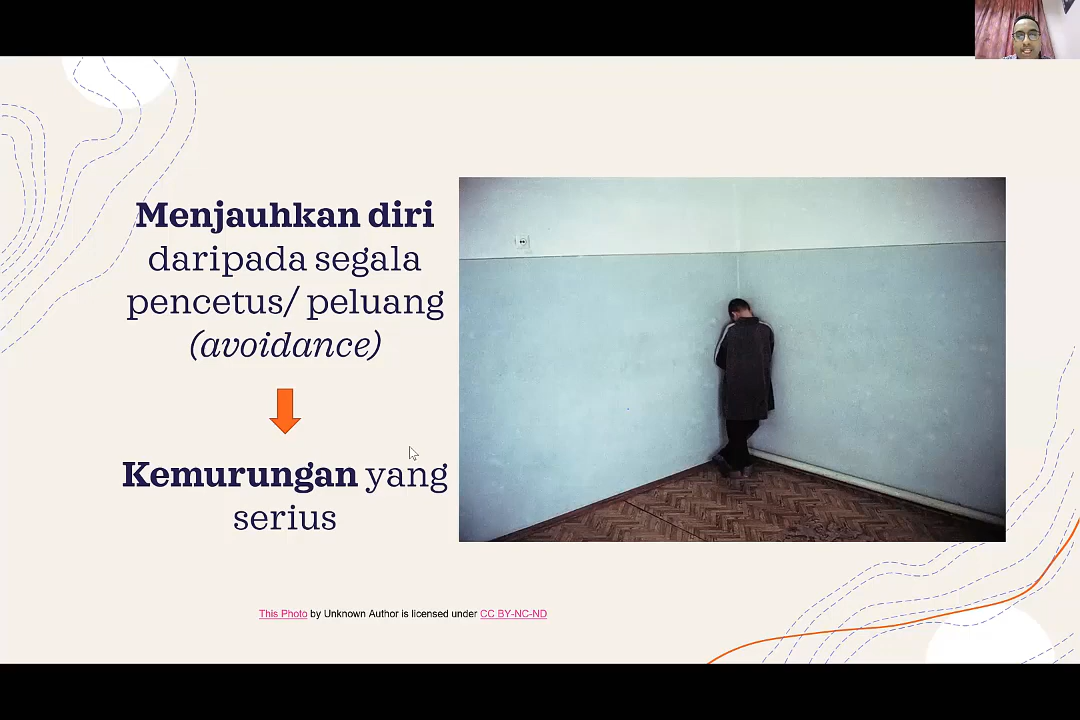 Menjauhkan diri
daripada segala
pencetus/ peluang
(avoidance)
Kemurungan yang
serius
This Photo by Unknown Author is licensed under CC BY-NC-ND